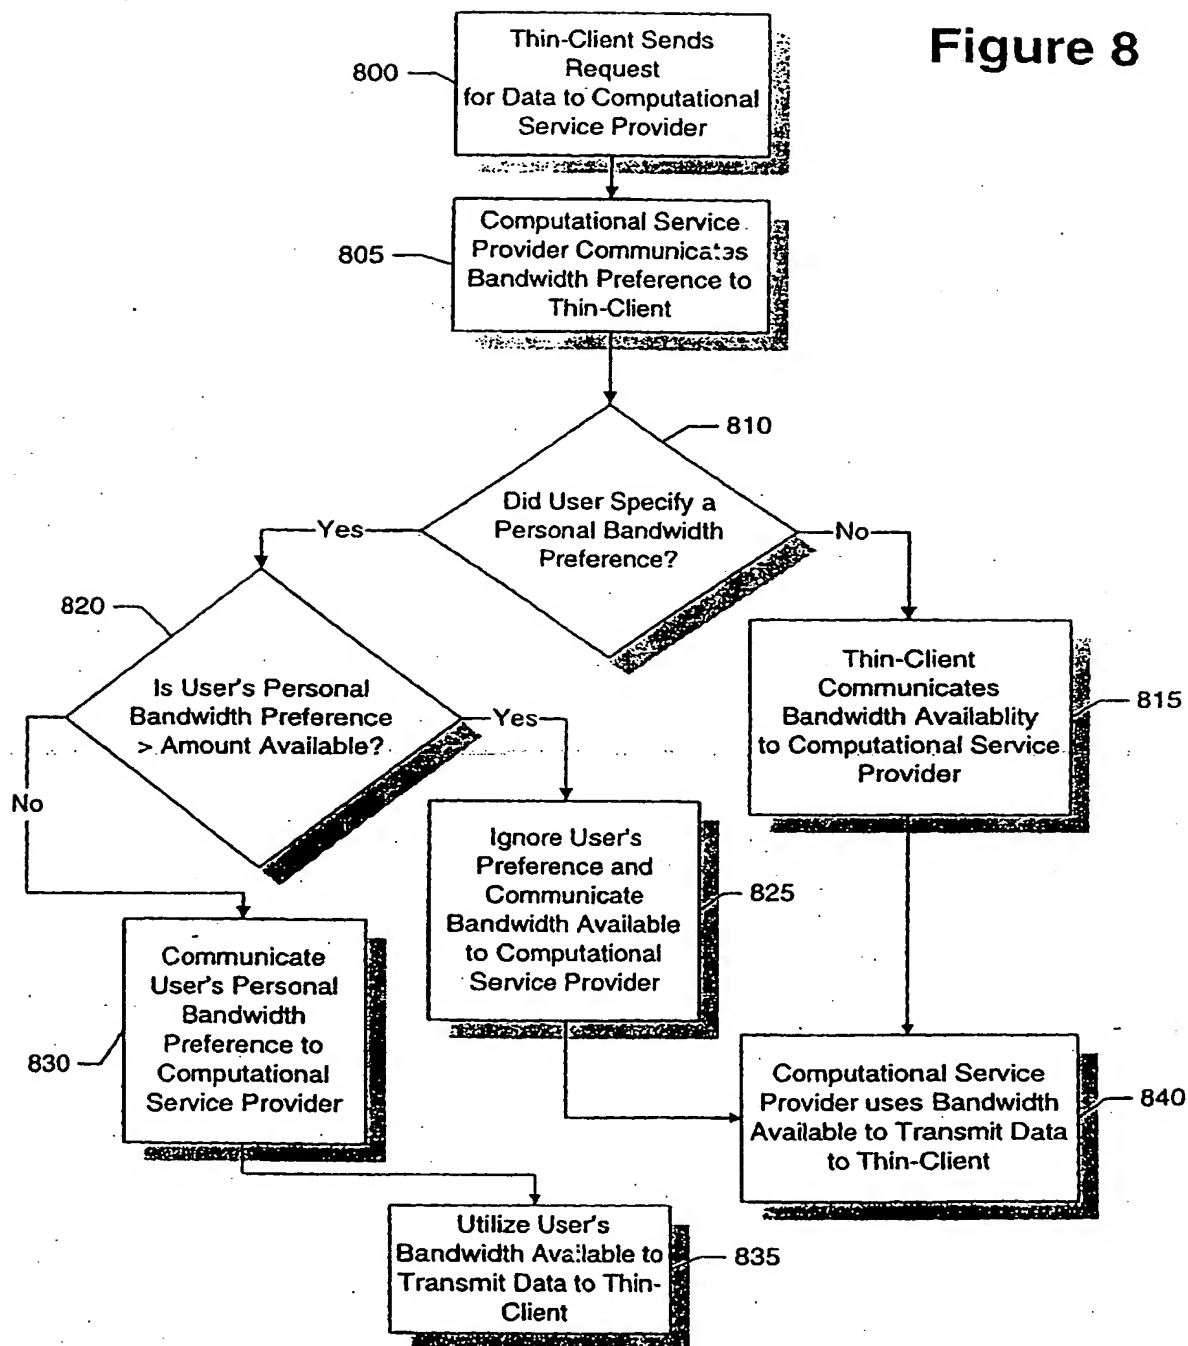 Figure 8
Thin-Client Sends
Request
for Data to Computational
Service Provider
800
Computational Service
Provider Communicates
Bandwidth Preference to
Thin-Client
805
810
Did User Specify a
Personal Bandwidth
Preference?
Yes
No
820
Is User's Personal
Bandwidth Preference
> Amount Available?
Yes
No
Thin-Client
Communicates
Bandwidth Availablity
to Computational Service
Provider
815
Ignore User's
Preference and
Communicate
Bandwidth Available
to Computational
Service Provider
825
Communicate
User's Personal
Bandwidth
Preference to
Computational
Service Provider
830
Computational Service
Provider uses Bandwidth
Available to Transmit Data
to Thin-Client
840
Utilize User's
Bandwidth Available to
Transmit Data to Thin-
Client
835